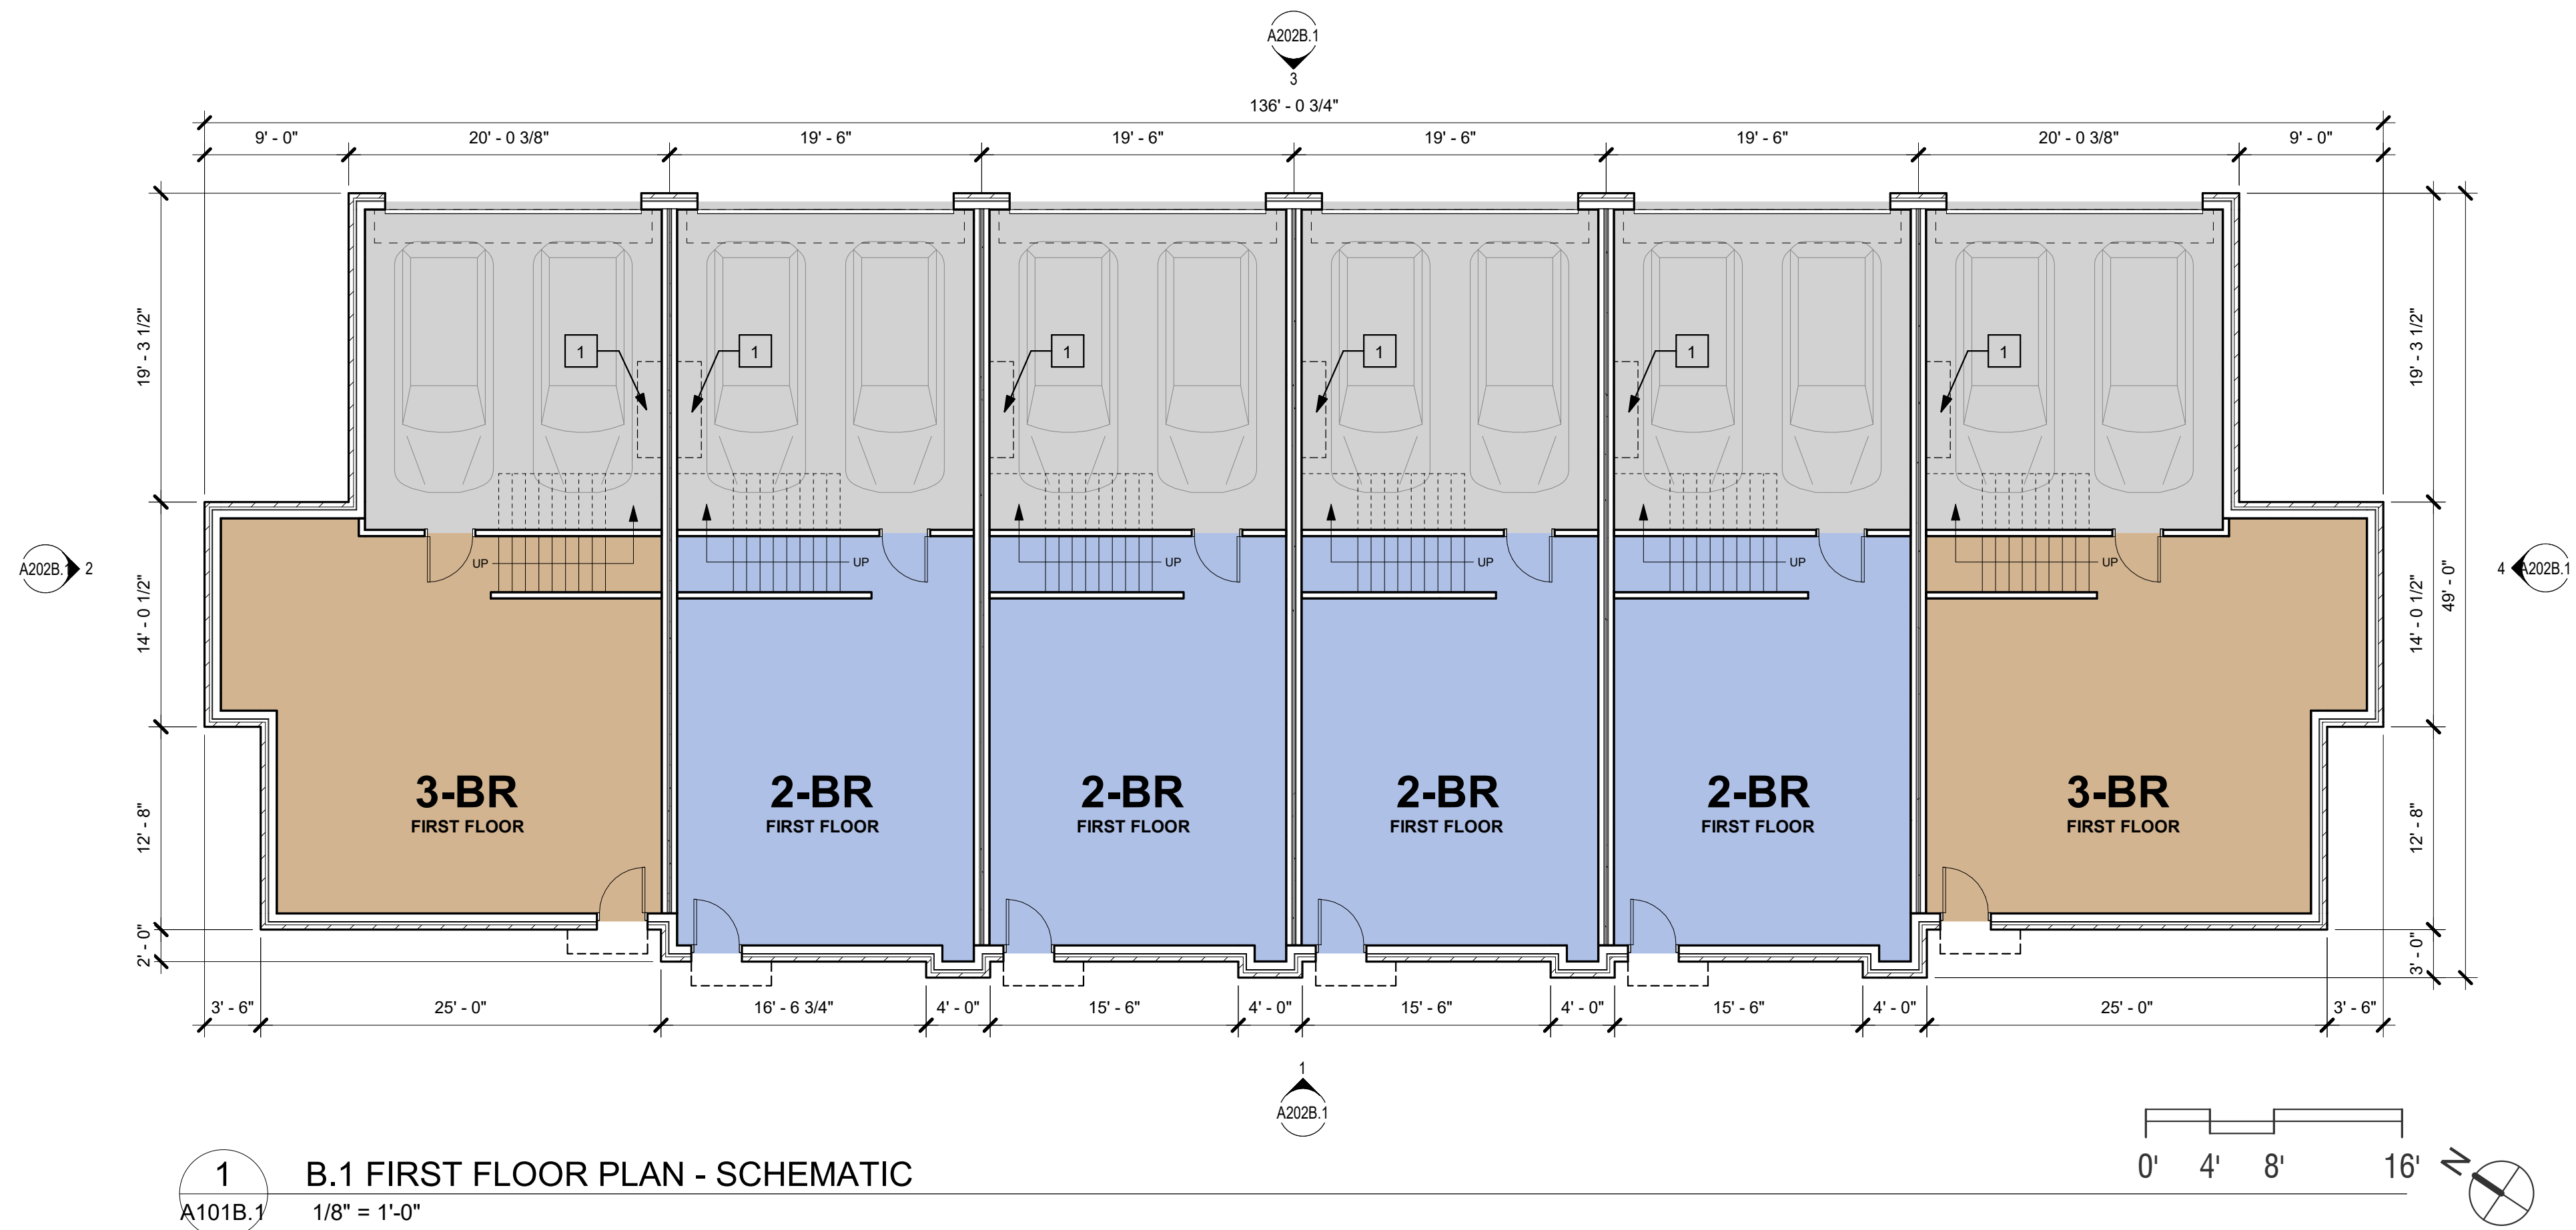 A202B.1
3
136' - 0 3/4"
9' - 0" 20' - 0 3/8" 19' - 6" 19' - 6" 19' - 6" 19' - 6" 20' - 0 3/8" 9' - 0"
19' - 3 1/2"
14' - 0 1/2"
12' - 8"
2' - 0"
1 1 1 1 1 1
19' - 3 1/2"
14' - 0 1/2"
12' - 8"
3' - 0"
49' - 0"
UP UP UP UP UP UP
A202B.1 2
4 A202B.1
3-BR
FIRST FLOOR
2-BR
FIRST FLOOR
2-BR
FIRST FLOOR
2-BR
FIRST FLOOR
2-BR
FIRST FLOOR
3-BR
FIRST FLOOR
3' - 6" 25' - 0" 16' - 6 3/4" 4' - 0" 15' - 6" 4' - 0" 15' - 6" 4' - 0" 15' - 6" 4' - 0" 25' - 0" 3' - 6"
1
A202B.1
0' 4' 8' 16'
N
1
A101B.1
B.1 FIRST FLOOR PLAN - SCHEMATIC
1/8" = 1'-0"